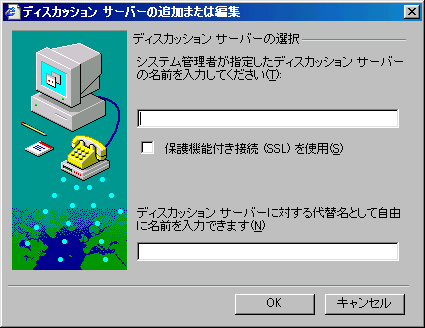 ディスカッション サーバーの追加または編集
ディスカッション サーバーの選択
システム管理者が指定したディスカッション サーバー
の名前を入力してください(T):
保護機能付き接続 (SSL) を使用(S)
ディスカッション サーバーに対する代替名として自由
に名前を入力できます(N)
OK
キャンセル